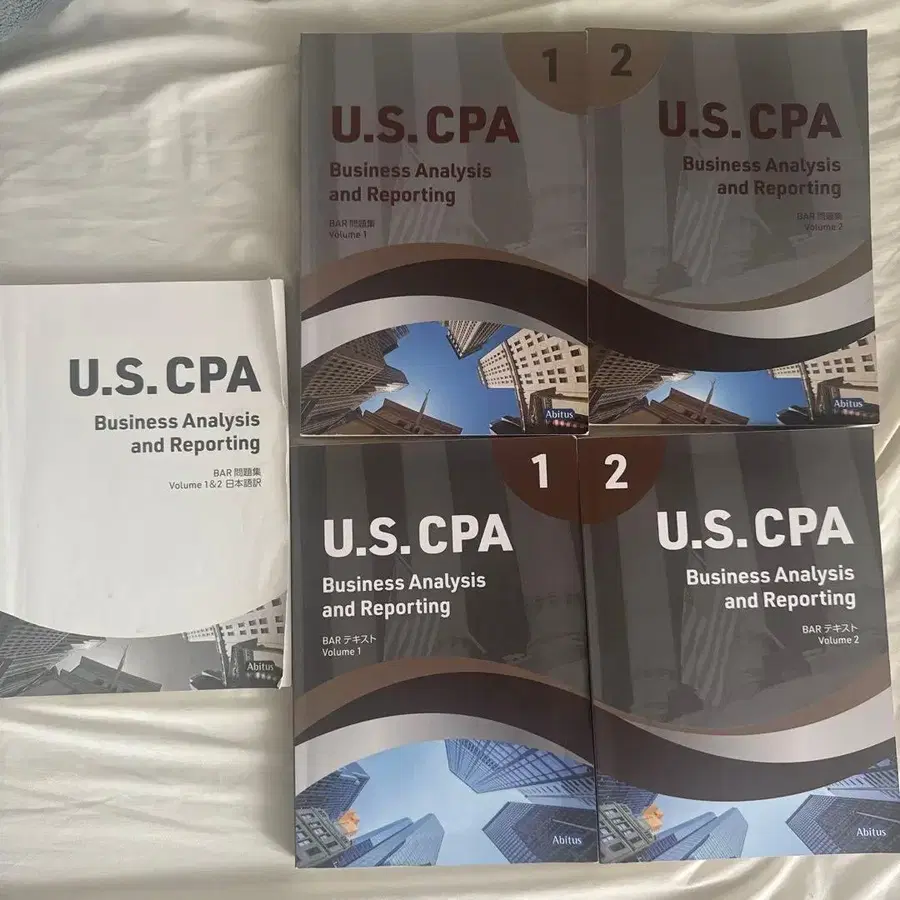 U.S. CPA
Business Analysis
and Reporting
BAR 問題集
Volume 1&2 日本語訳
Abitus
1
U.S. CPA
Business Analysis
and Reporting
BAR 問題集
Volume 1
Abitus
2
U.S. CPA
Business Analysis
and Reporting
BAR 問題集
Volume 2
Abitus
1
U.S. CPA
Business Analysis
and Reporting
BAR テキスト
Volume 1
Abitus
2
U.S. CPA
Business Analysis
and Reporting
BAR テキスト
Volume 2
Abitus